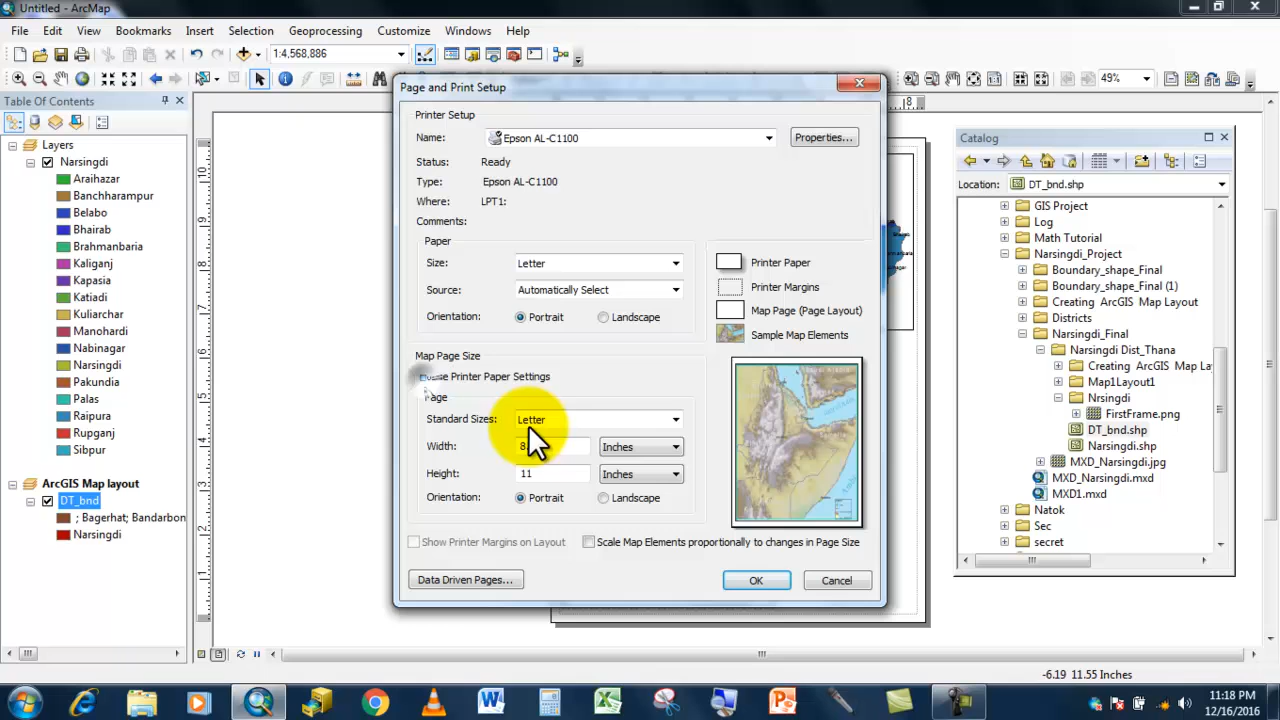 Untitled - ArcMap
File Edit View Bookmarks Insert Selection Geoprocessing Customize Windows Help
1:4,568,886
49%
Table Of Contents
Layers
Narsingdi
Araihazar
Banchharampur
Belabo
Bhairab
Brahmanbaria
Kaliganj
Kapasia
Katiadi
Kuliarchar
Manohardi
Nabinagar
Narsingdi
Pakundia
Palas
Raipura
Rupganj
Sibpur
ArcGIS Map layout
DT_bnd
; Bagerhat; Bandarbon
Narsingdi
Page and Print Setup
Printer Setup
Name: Epson AL-C1100 Properties...
Status: Ready
Type: Epson AL-C1100
Where: LPT1:
Comments:
Paper
Size: Letter
Source: Automatically Select
Orientation: Portrait Landscape
Printer Paper
Printer Margins
Map Page (Page Layout)
Sample Map Elements
Map Page Size
Printer Paper Settings
Page
Standard Sizes: Letter
Width: 8 Inches
Height: 11 Inches
Orientation: Portrait Landscape
Show Printer Margins on Layout
Scale Map Elements proportionally to changes in Page Size
Data Driven Pages... OK Cancel
Catalog
Location: DT_bnd.shp
GIS Project
Log
Math Tutorial
Narsingdi_Project
Boundary_shape_Final
Boundary_shape_Final (1)
Creating ArcGIS Map Layout
Districts
Narsingdi_Final
Narsingdi Dist_Thana
Creating ArcGIS Map La
Map1Layout1
Nrsingdi
FirstFrame.png
DT_bnd.shp
Narsingdi.shp
MXD_Narsingdi.jpg
MXD_Narsingdi.mxd
MXD1.mxd
Natok
Sec
secret
-6.19 11.55 Inches
11:18 PM
12/16/2016